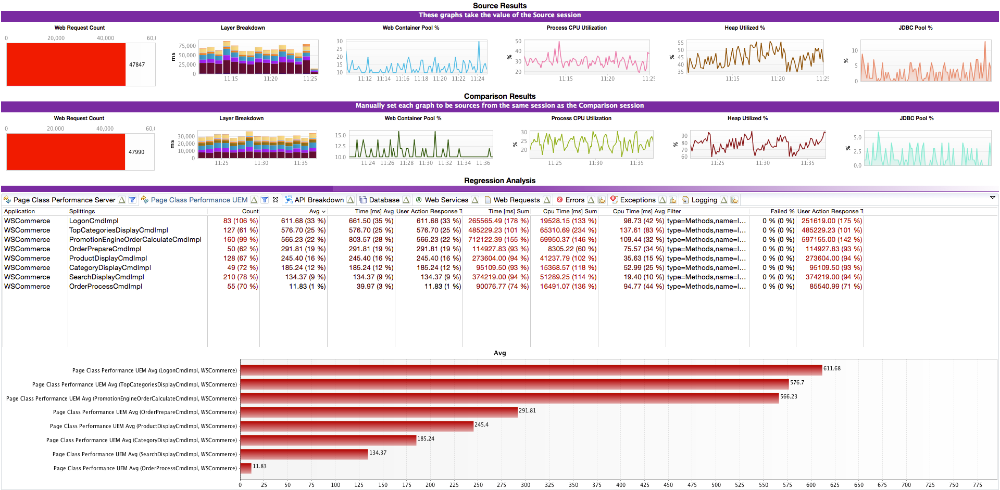 Source Results
These graphs take the value of the Source session
Web Request Count
0 20,000 40,000 60,
47847
Layer Breakdown
ms
75,000
50,000
25,000
0
11:15 11:20 11:25
Web Container Pool %
30
25
20
15
10
11:12 11:14 11:16 11:18 11:20 11:22 11:24
Process CPU Utilization
%
50
40
30
20
11:15 11:20 11:25
Heap Utilized %
%
55
50
45
40
35
11:15 11:20 11:25
JDBC Pool %
%
10
5
0
Comparison Results
Manually set each graph to be sources from the same session as the Comparison session
Web Request Count
0 20,000 40,000 60,
47990
Layer Breakdown
ms
30,000
20,000
10,000
0
11:25 11:30 11:35
Web Container Pool %
15.0
12.5
10.0
11:24 11:26 11:28 11:30 11:32 11:34 11:36
Process CPU Utilization
%
30
25
20
11:25 11:30 11:35
Heap Utilized %
%
90
80
70
60
11:25 11:30 11:35
JDBC Pool %
%
5.0
2.5
0.0
Regression Analysis
Page Class Performance Server Page Class Performance UEM API Breakdown Database Web Services Web Requests Errors Exceptions Logging
Application Splittings Count Avg Time [ms] Avg User Action Response T Time [ms] Sum Cpu Time [ms] Sum Cpu Time [ms] Avg Filter Failed % User Action Response T
WSCommerce LogonCmdImpl 83 (106 %) 611.68 (33 %) 661.50 (35 %) 611.68 (33 %) 265565.49 (178 %) 19528.15 (133 %) 98.73 (42 %) type=Methods,name=I... 0 % (0 %) 251619.00 (175 %)
WSCommerce TopCategoriesDisplayCmdImpl 127 (61 %) 576.70 (25 %) 576.70 (25 %) 576.70 (25 %) 485229.23 (101 %) 65310.69 (234 %) 137.61 (83 %) type=Methods,name=I... 0 % (0 %) 485229.23 (101 %)
WSCommerce PromotionEngineOrderCalculateCmdImpl 160 (99 %) 566.23 (22 %) 803.57 (28 %) 566.23 (22 %) 712122.39 (155 %) 69950.37 (146 %) 109.44 (32 %) type=Methods,name=I... 0 % (0 %) 597155.00 (142 %)
WSCommerce OrderPrepareCmdImpl 50 (62 %) 291.81 (19 %) 291.81 (19 %) 291.81 (19 %) 114927.83 (93 %) 8305.22 (60 %) 75.57 (34 %) type=Methods,name=I... 0 % (0 %) 114927.83 (93 %)
WSCommerce ProductDisplayCmdImpl 128 (67 %) 245.40 (16 %) 245.40 (16 %) 245.40 (16 %) 273604.00 (94 %) 41237.79 (102 %) 35.63 (15 %) type=Methods,name=I... 0 % (0 %) 273604.00 (94 %)
WSCommerce CategoryDisplayCmdImpl 49 (72 %) 185.24 (12 %) 185.24 (12 %) 185.24 (12 %) 95109.50 (93 %) 15368.57 (118 %) 52.99 (25 %) type=Methods,name=I... 0 % (0 %) 95109.50 (93 %)
WSCommerce SearchDisplayCmdImpl 210 (78 %) 134.37 (9 %) 134.37 (9 %) 134.37 (9 %) 374219.00 (94 %) 51289.25 (114 %) 19.40 (10 %) type=Methods,name=I... 0 % (0 %) 374219.00 (94 %)
WSCommerce OrderProcessCmdImpl 55 (70 %) 11.83 (1 %) 39.97 (3 %) 11.83 (1 %) 90076.77 (74 %) 16491.07 (136 %) 94.77 (44 %) type=Methods,name=I... 0 % (0 %) 85540.99 (71 %)
Avg
Page Class Performance UEM Avg (LogonCmdImpl, WSCommerce) 611.68
Page Class Performance UEM Avg (TopCategoriesDisplayCmdImpl, WSCommerce) 576.7
Page Class Performance UEM Avg (PromotionEngineOrderCalculateCmdImpl, WSCommerce) 566.23
Page Class Performance UEM Avg (OrderPrepareCmdImpl, WSCommerce) 291.81
Page Class Performance UEM Avg (ProductDisplayCmdImpl, WSCommerce) 245.4
Page Class Performance UEM Avg (CategoryDisplayCmdImpl, WSCommerce) 185.24
Page Class Performance UEM Avg (SearchDisplayCmdImpl, WSCommerce) 134.37
Page Class Performance UEM Avg (OrderProcessCmdImpl, WSCommerce) 11.83
0 25 50 75 100 125 150 175 200 225 250 275 300 325 350 375 400 425 450 475 500 525 550 575 600 625 650 675 700 725 750 775